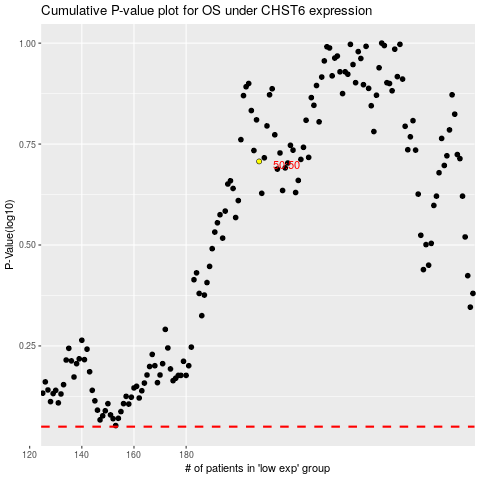 Cumulative P-value plot for OS under CHST6 expression
P-Value(log10)
1.00
0.75
0.50
0.25
50:50
120 140 160 180
# of patients in 'low exp' group